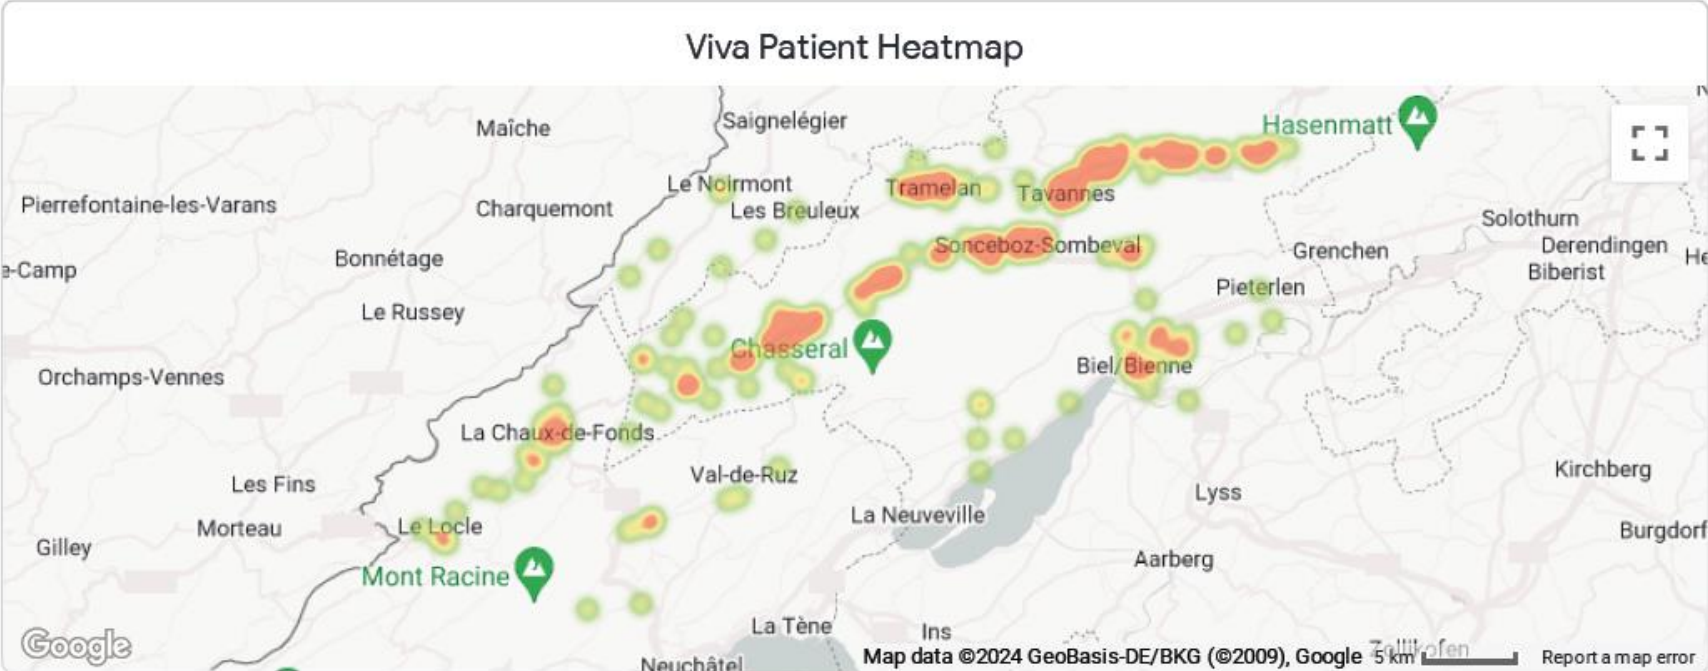 Viva Patient Heatmap
Saignelégier
Maîche
Hasenmatt
Le Noirmont
Tramelan
Tavannes
Pierrefontaine-les-Varans
Charquemont
Les Breuleux
Solothurn
Sonceboz-Sombeval
Grenchen
Derendingen
Bonnétage
e-Camp
Biberist
He
Pieterlen
Le Russey
Chasseral
Biel/Bienne
Orchamps-Vennes
La Chaux-de-Fonds
Val-de-Ruz
Kirchberg
Les Fins
Lyss
La Neuveville
Morteau
Le Locle
Burgdorf
Gilley
Aarberg
Mont Racine
La Tène
Ins
Google
Neuchâtel
Zollikofen
Map data ©2024 GeoBasis-DE/BKG (©2009), Google
5 km
Report a map error